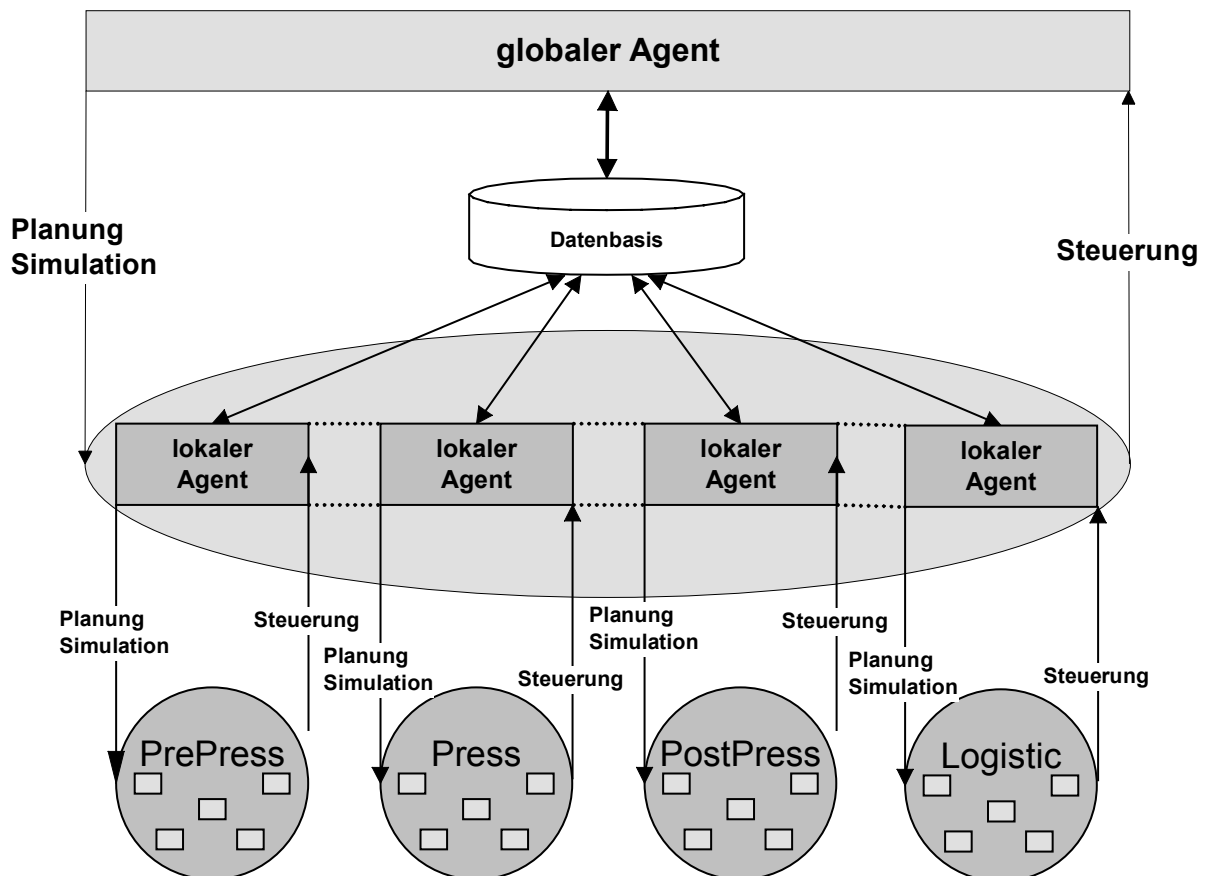 globaler Agent
Datenbasis
Planung
Simulation
Steuerung
lokaler
Agent
lokaler
Agent
lokaler
Agent
lokaler
Agent
Planung
Simulation
Steuerung
Planung
Simulation
Steuerung
Planung
Simulation
Steuerung
Planung
Simulation
Steuerung
PrePress
Press
PostPress
Logistic